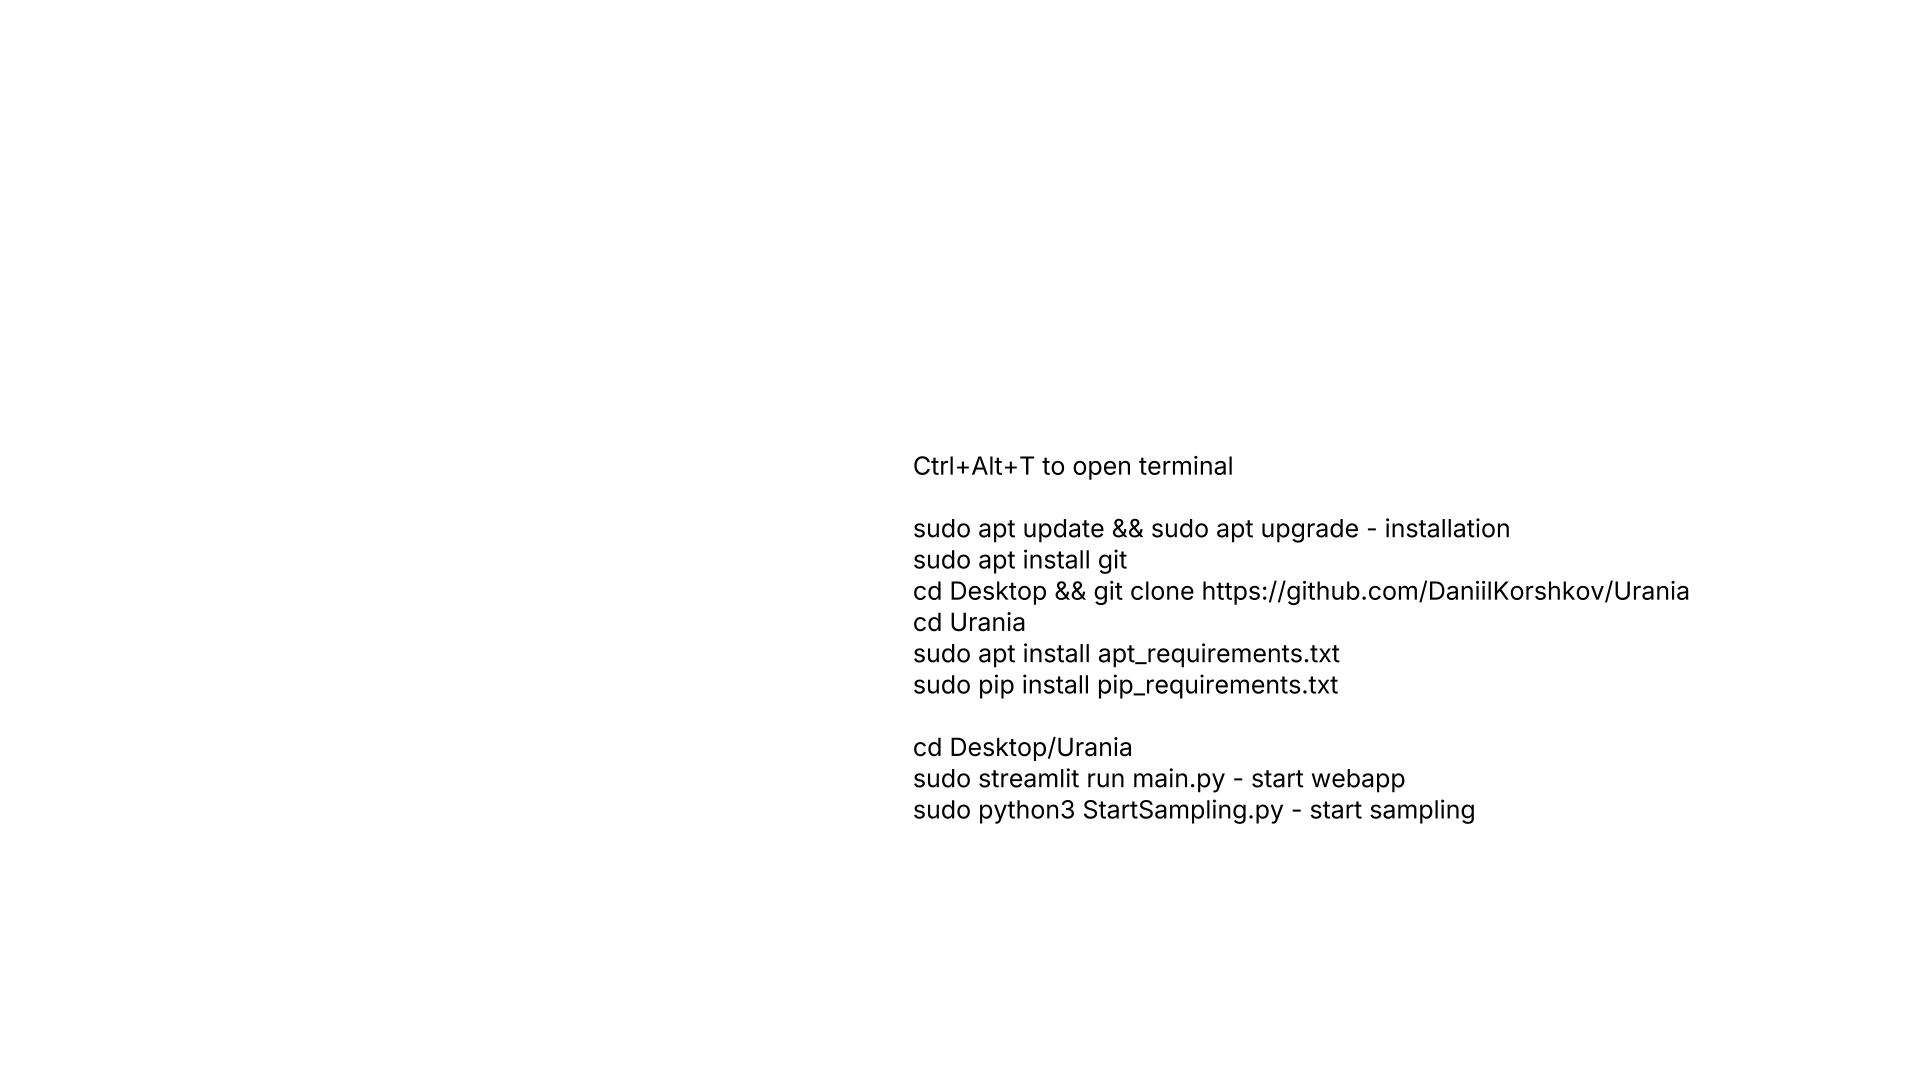 Ctrl+Alt+T to open terminal
sudo apt update && sudo apt upgrade - installation
sudo apt install git
cd Desktop && git clone https://github.com/DaniilKorshkov/Urania
cd Urania
sudo apt install apt_requirements.txt
sudo pip install pip_requirements.txt
cd Desktop/Urania
sudo streamlit run main.py - start webapp
sudo python3 StartSampling.py - start sampling